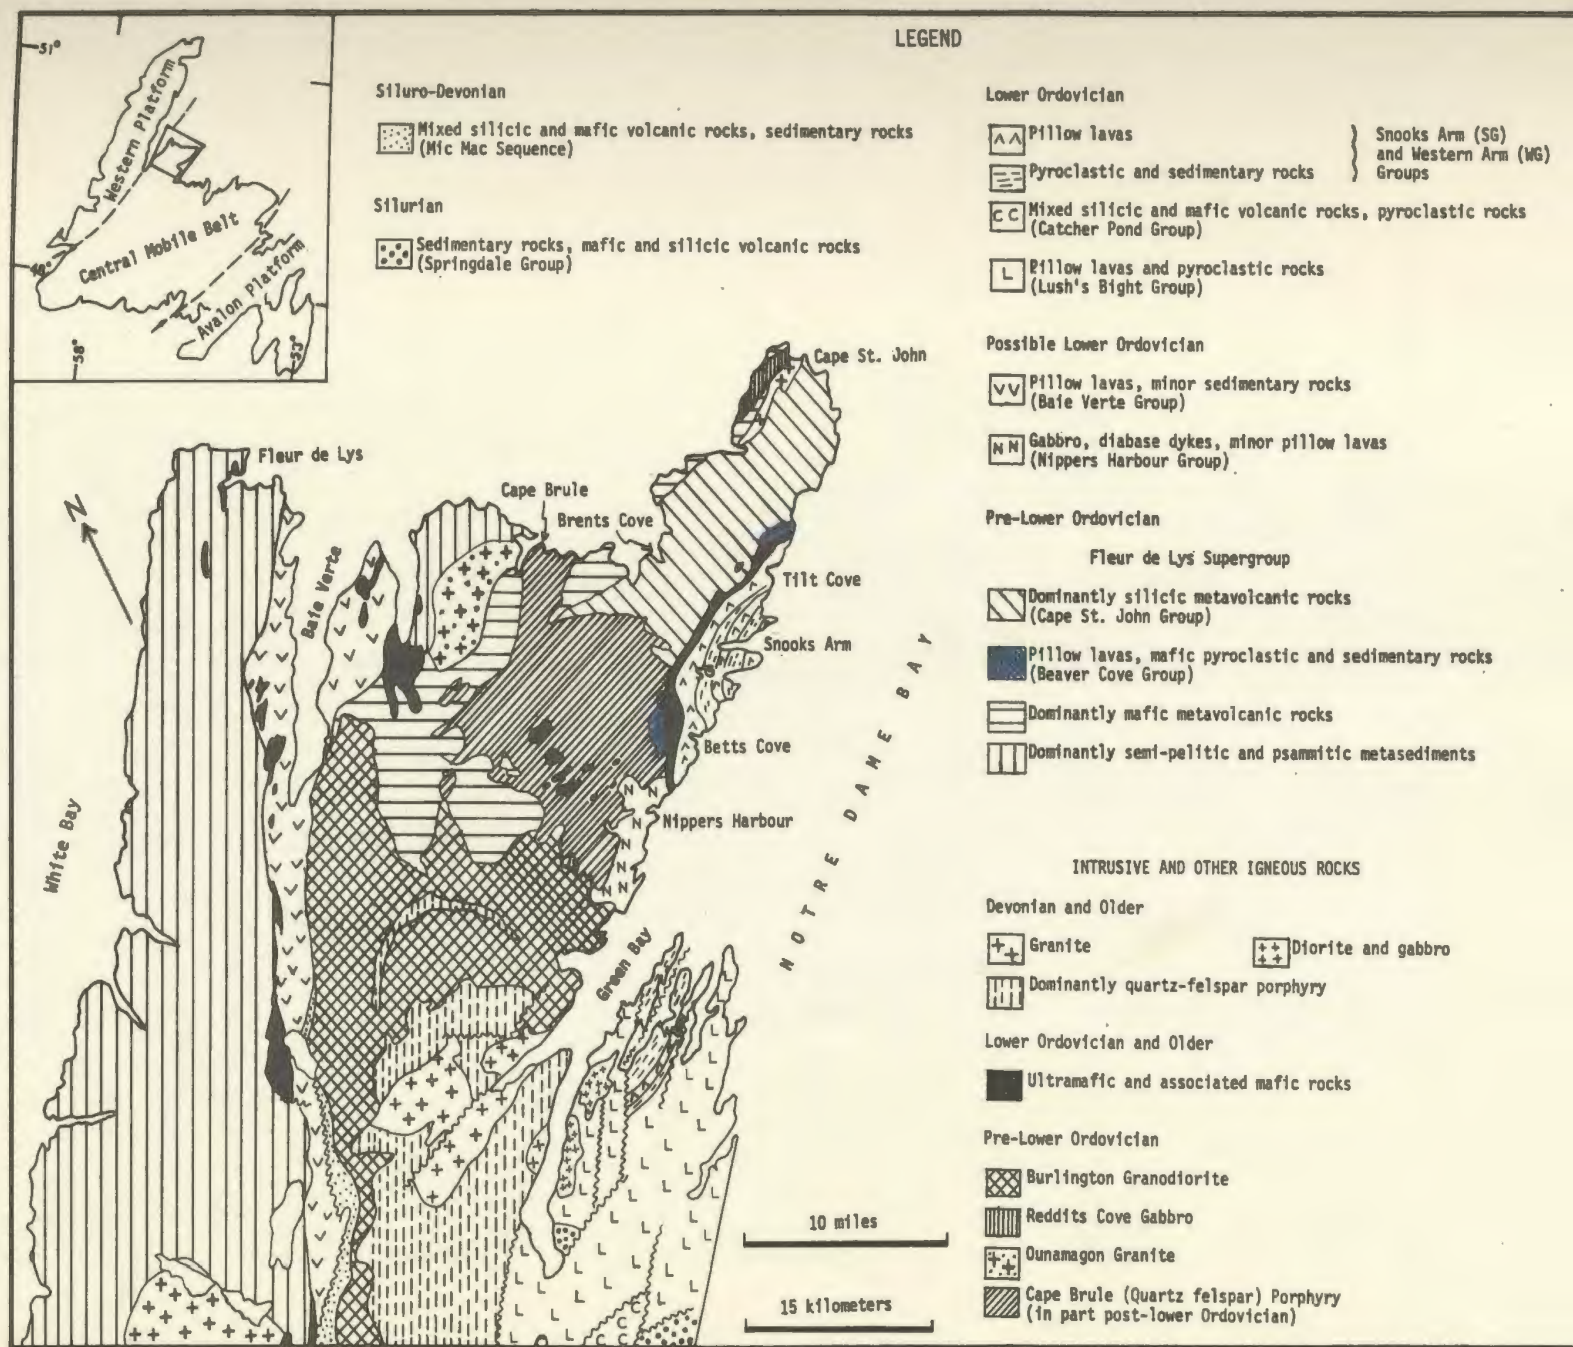 LEGEND
51°
49°
58°
53°
Western Platform
Central Mobile Belt
Avalon Platform
Siluro-Devonian
Mixed silicic and mafic volcanic rocks, sedimentary rocks
(Mic Mac Sequence)
Silurian
Sedimentary rocks, mafic and silicic volcanic rocks
(Springdale Group)
Lower Ordovician
Pillow lavas
Pyroclastic and sedimentary rocks
Snooks Arm (SG)
and Western Arm (WG)
Groups
Mixed silicic and mafic volcanic rocks, pyroclastic rocks
(Catcher Pond Group)
Pillow lavas and pyroclastic rocks
(Lush's Bight Group)
Possible Lower Ordovician
Pillow lavas, minor sedimentary rocks
(Baie Verte Group)
Gabbro, diabase dykes, minor pillow lavas
(Nippers Harbour Group)
Pre-Lower Ordovician
Fleur de Lys Supergroup
Dominantly silicic metavolcanic rocks
(Cape St. John Group)
Pillow lavas, mafic pyroclastic and sedimentary rocks
(Beaver Cove Group)
Dominantly mafic metavolcanic rocks
Dominantly semi-pelitic and psammitic metasediments
INTRUSIVE AND OTHER IGNEOUS ROCKS
Devonian and Older
Granite
Diorite and gabbro
Dominantly quartz-felspar porphyry
Lower Ordovician and Older
Ultramafic and associated mafic rocks
Pre-Lower Ordovician
Burlington Granodiorite
Reddits Cove Gabbro
Ounamagon Granite
Cape Brule (Quartz felspar) Porphyry
(in part post-lower Ordovician)
Cape St. John
Fleur de Lys
N
Cape Brule
Brents Cove
Baie Verte
Tilt Cove
Snooks Arm
Betts Cove
Nippers Harbour
White Bay
Green Bay
NOTRE DAME BAY
10 miles
15 kilometers